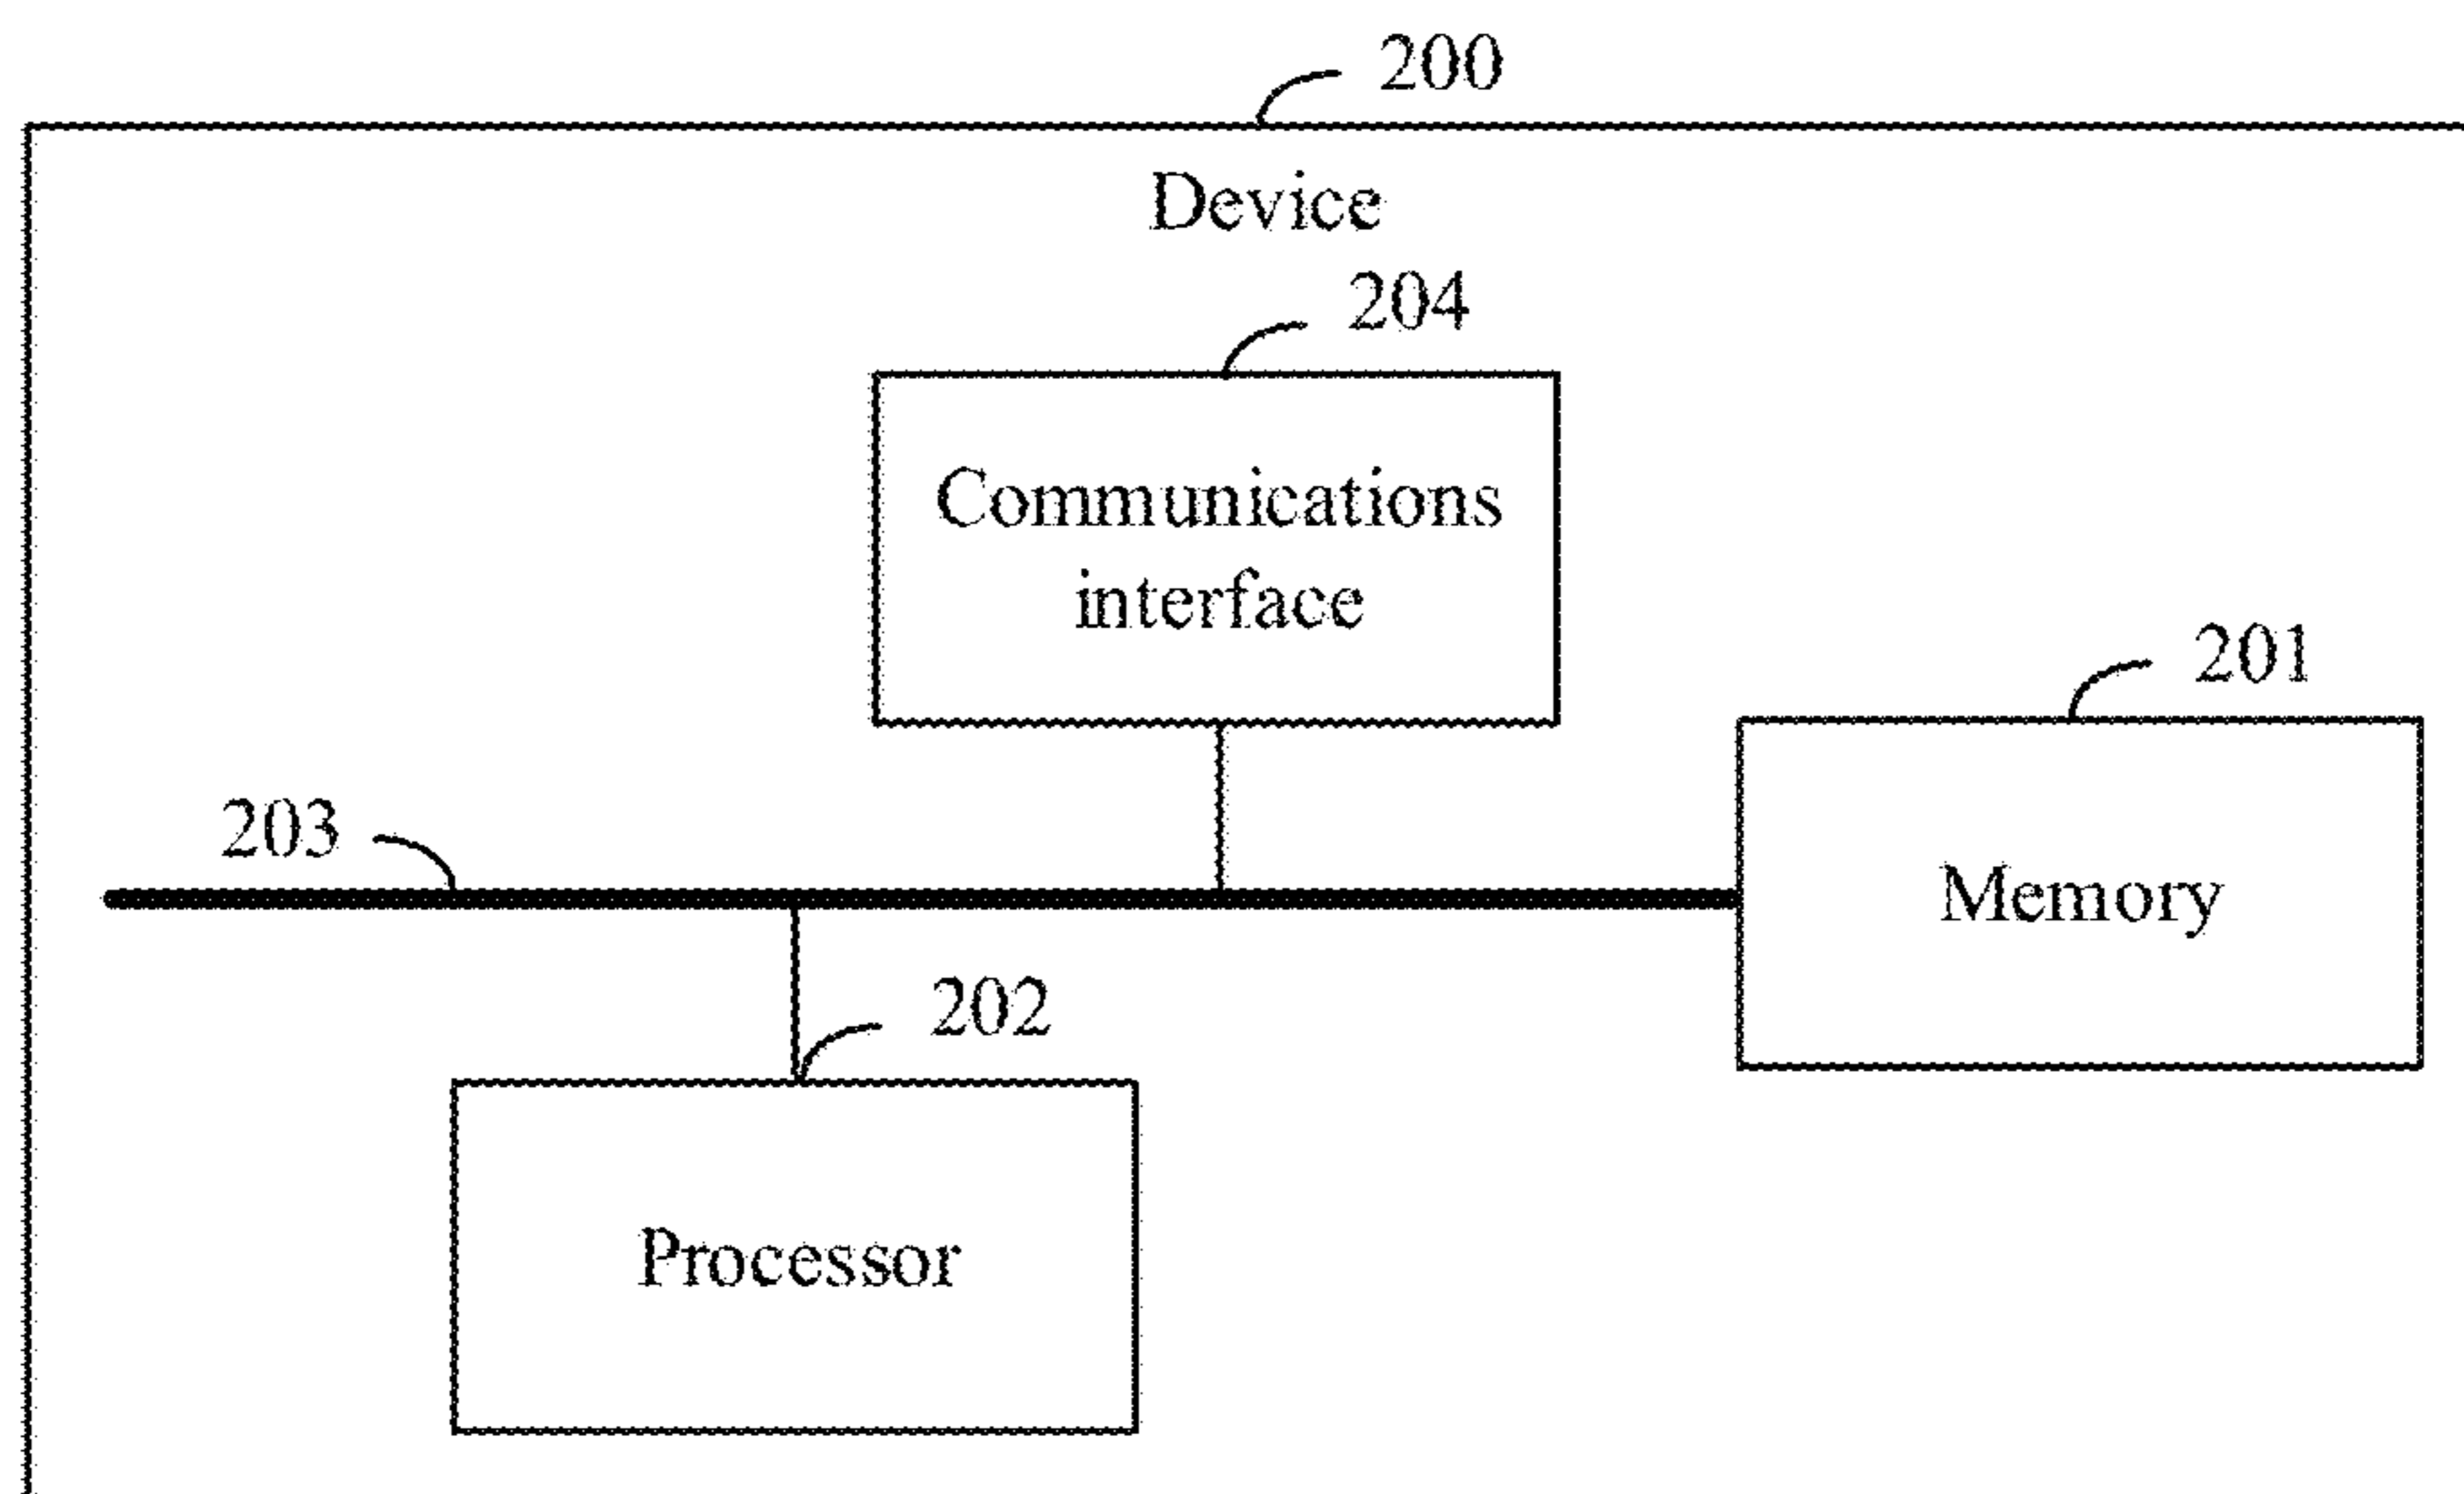 200
Device
204
Communications
interface
201
203
Memory
202
Processor